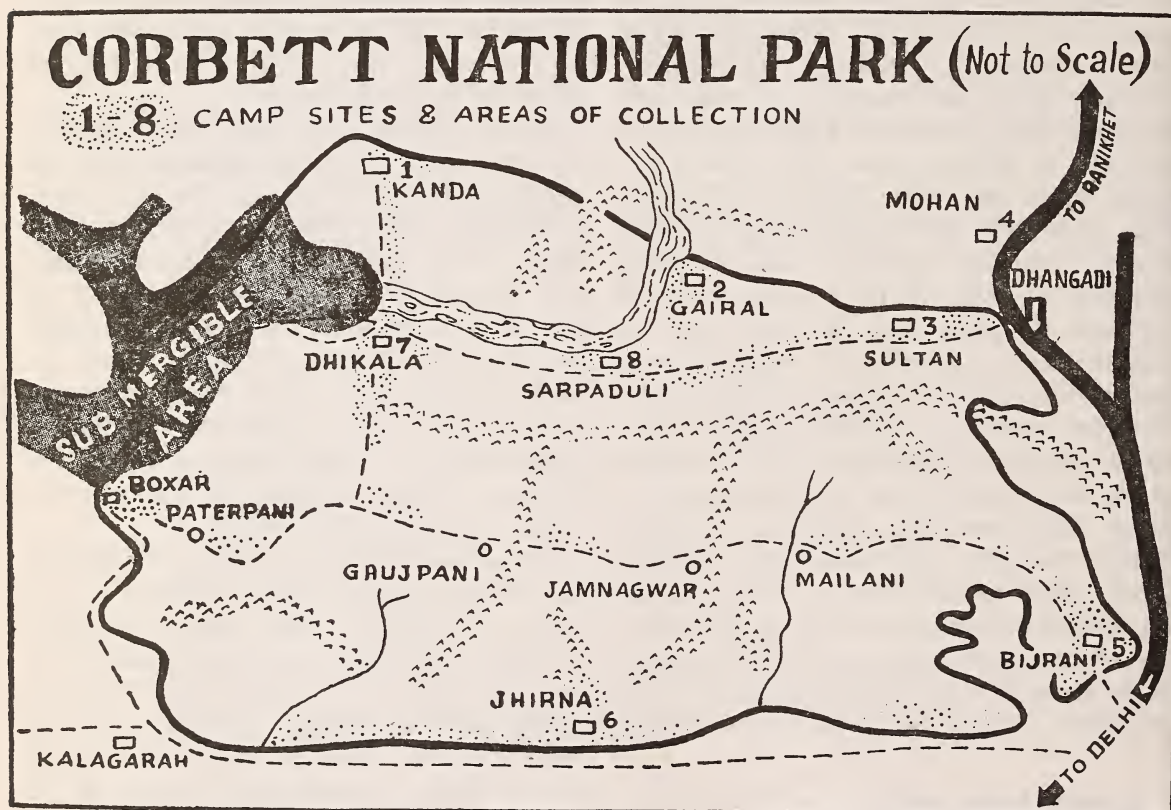 CORBETT NATIONAL PARK (Not to Scale)
1-8 CAMP SITES & AREAS OF COLLECTION
1
KANDA
TO RANIKHET
MOHAN
4
DHANGADI
2
GAIRAL
3
SULTAN
SUB MERGIBLE
AREA
7
DHIKALA
8
SARPADULI
BOXAR
PATERPANI
GAUJPANI
JAMNAGWAR
MAILANI
BIJRANI
5
JHIRNA
6
KALAGARAH
TO DELHI